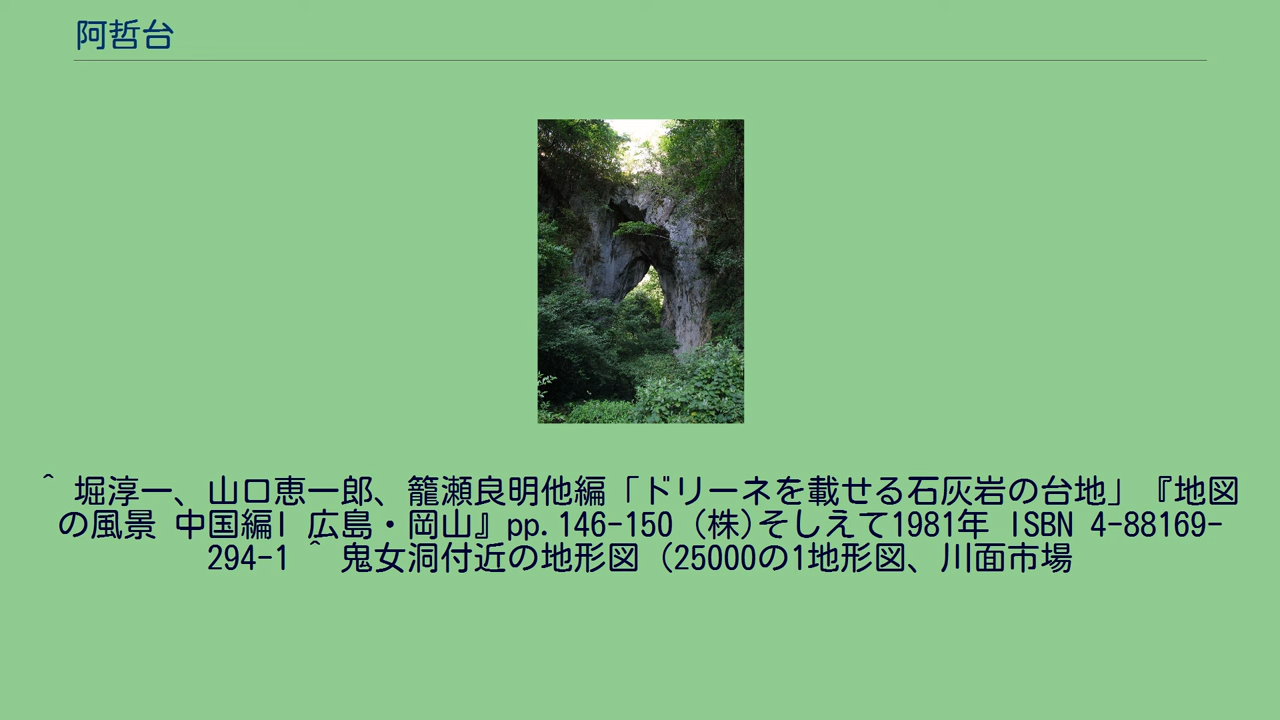 阿哲台
^ 堀淳一、山口恵一郎、籠瀬良明他編「ドリーネを載せる石灰岩の台地」『地図
の風景 中国編I 広島・岡山』pp.146-150 (株)そしえて1981年 ISBN 4-88169-
294-1 ^ 鬼女洞付近の地形図（25000の1地形図、川面市場